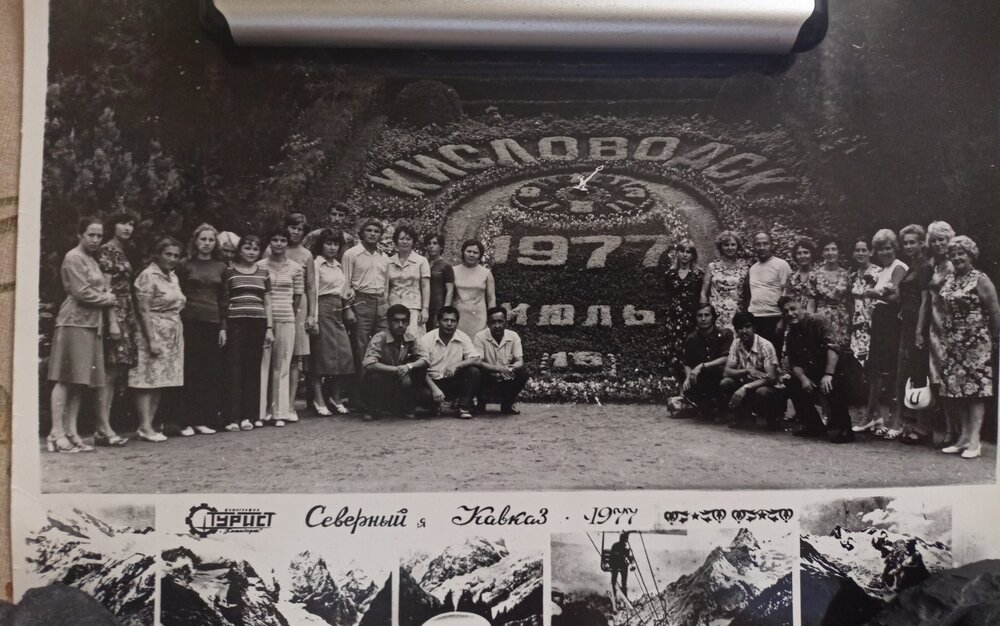 КИСЛОВОДСК
1977
ИЮЛЬ
15
ТУРИСТ
Северный Кавказ . 1977